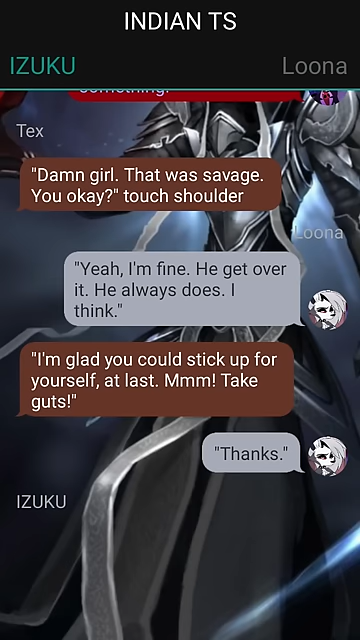 INDIAN TS
IZUKU
Loona
something!
Tex
"Damn girl. That was savage.
You okay?" touch shoulder
Loona
"Yeah, I'm fine. He get over
it. He always does. I
think."
"I'm glad you could stick up for
yourself, at last. Mmm! Take
guts!"
"Thanks."
IZUKU